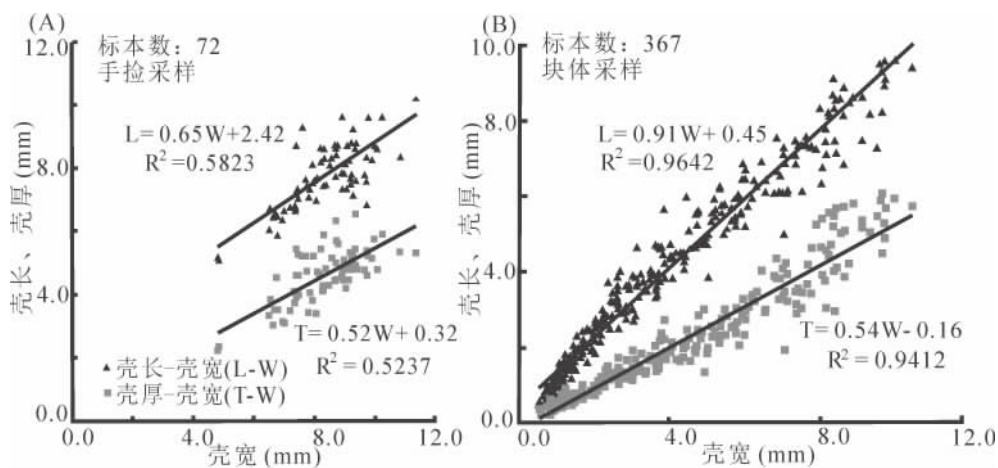 (A)
12.0
标本数：72
手捡采样
L=0.65W+2.42
R²=0.5823
8.0
壳长、壳厚 (mm)
4.0
T=0.52W+0.32
R²=0.5237
▲壳长–壳宽(L-W)
■壳厚–壳宽(T-W)
0.0
0.0 4.0 8.0 12.0
壳宽 (mm)
(B)
10.0
标本数：367
块体采样
8.0
L=0.91W+0.45
R²=0.9642
壳长、壳厚 (mm)
4.0
T=0.54W-0.16
R²=0.9412
0.0
0.0 4.0 8.0 12.0
壳宽 (mm)